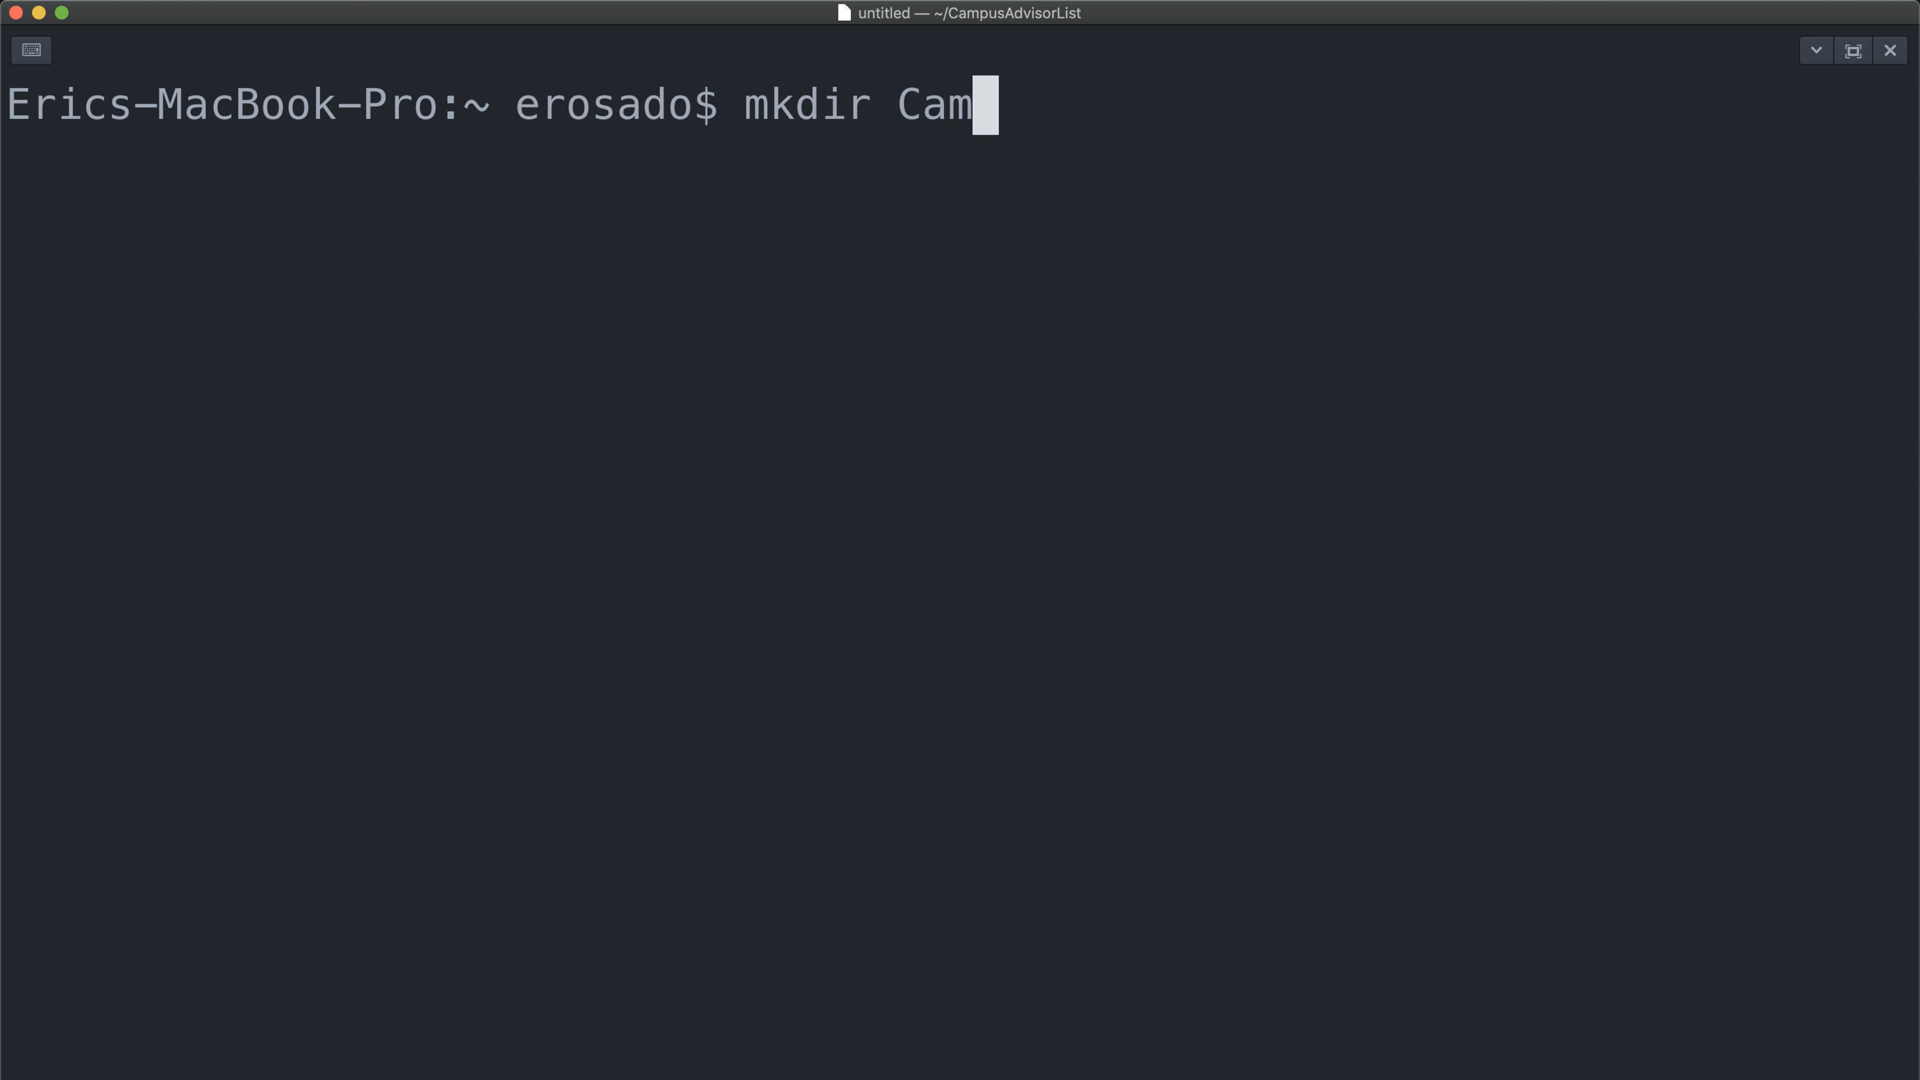 untitled — ~/CampusAdvisorList
Erics-MacBook-Pro:~ erosado$ mkdir Cam